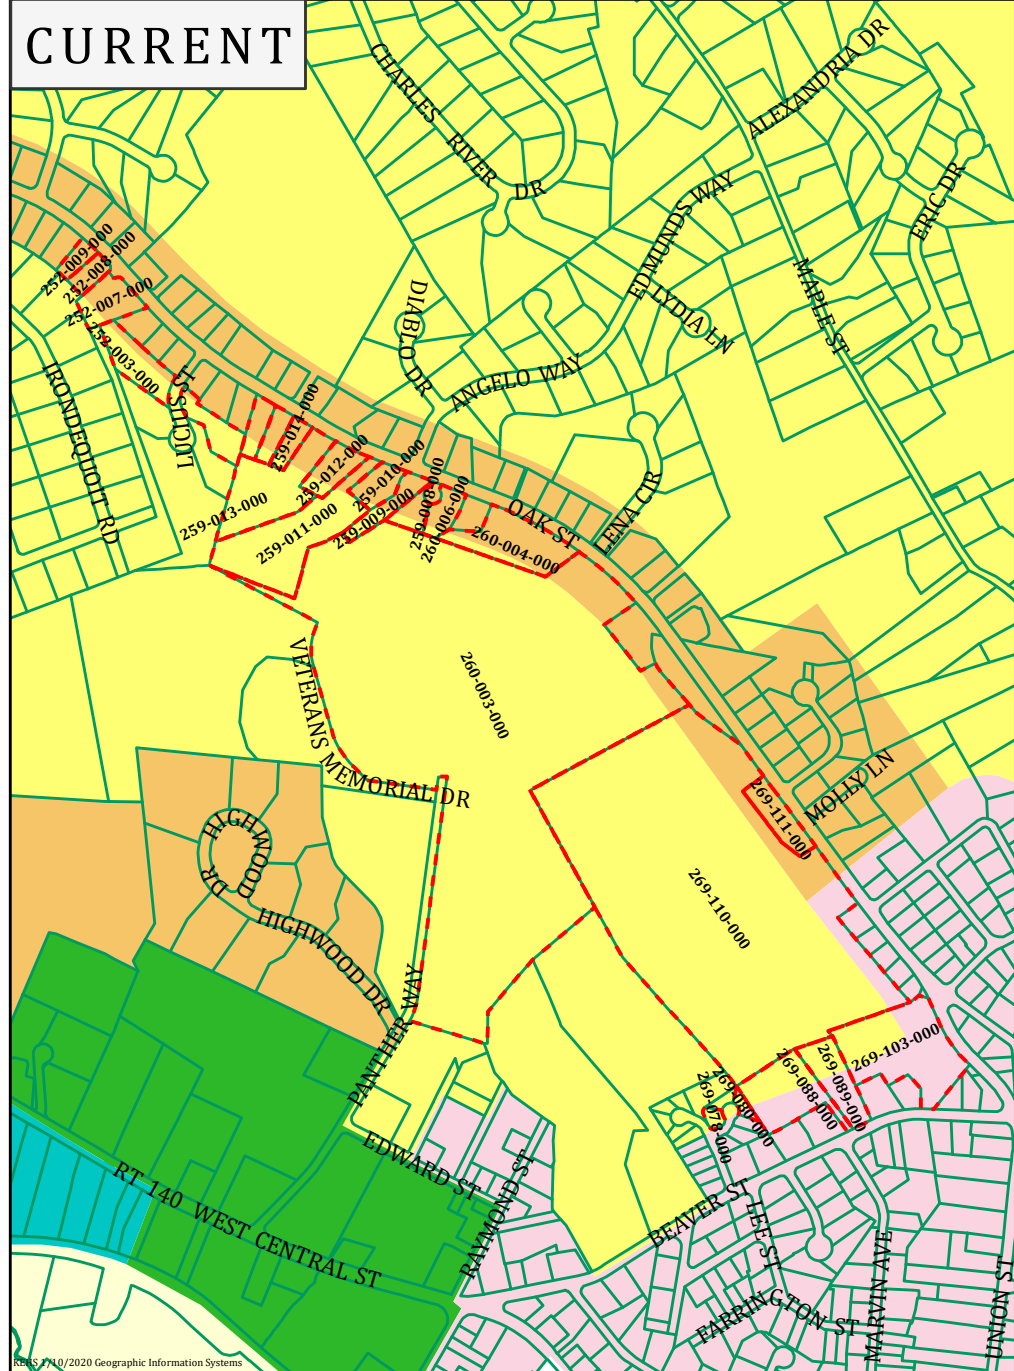 CURRENT
CHARLES RIVER DR
ALEXANDRIA DR
ERIC DR
EDMUNDS WAY
LYDIA LN
MAPLE ST
DIABLO DR
ANGELO WAY
252-009-000
252-008-000
252-007-000
252-003-000
IRONDEQUOIT RD
LUCIUS ST
259-014-000
259-012-000
259-010-000
259-013-000
259-011-000
259-009-000
259-008-000
260-006-000
260-004-000
OAK ST
LENA CIR
260-003-000
VETERANS MEMORIAL DR
MOLLY LN
269-111-000
HIGHWOOD DR
HIGHWOOD DR
269-110-000
PANTHER WAY
269-103-000
269-089-000
269-088-000
269-080-000
269-078-000
EDWARD ST
RAYMOND ST
RT 140 WEST CENTRAL ST
BEAVER ST
LEE ST
FARRINGTON ST
MARVIN AVE
UNION ST
KEHS 1/10/2020 Geographic Information Systems